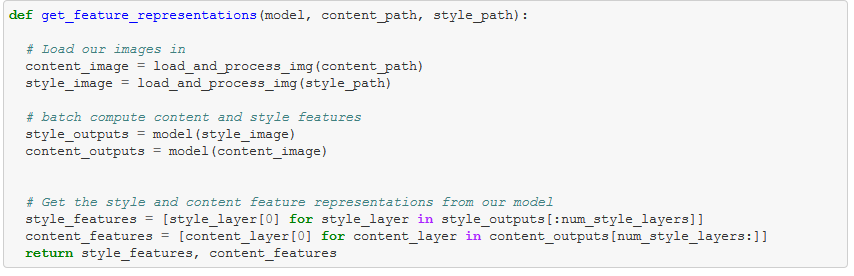 def get_feature_representations(model, content_path, style_path):
# Load our images in
content_image = load_and_process_img(content_path)
style_image = load_and_process_img(style_path)
# batch compute content and style features
style_outputs = model(style_image)
content_outputs = model(content_image)
# Get the style and content feature representations from our model
style_features = [style_layer[0] for style_layer in style_outputs[:num_style_layers]]
content_features = [content_layer[0] for content_layer in content_outputs[num_style_layers:]]
return style_features, content_features